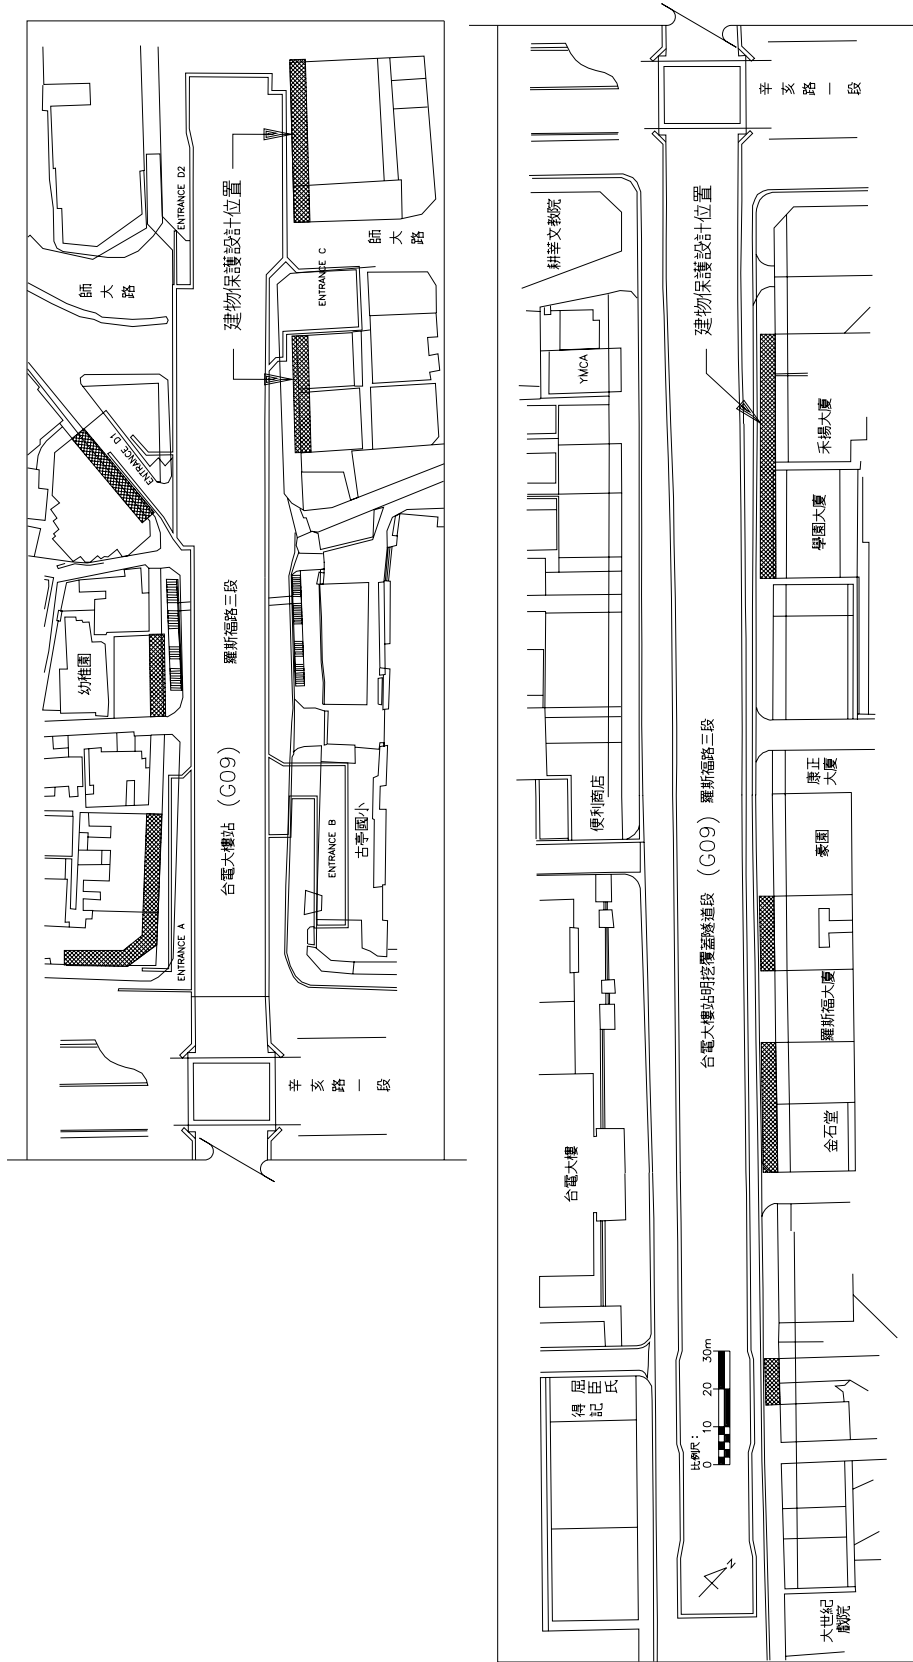 ENTRANCE D2
建物保護設計位置
師大路
師大路
ENTRANCE C
ENTRANCE D1
幼稚園
羅斯福路三段
台電大樓站 (G09)
ENTRANCE B
古亭國小
ENTRANCE A
辛亥路一段
辛亥路一段
耕莘文教院
建物保護設計位置
YMCA
禾揚大廈
學園大廈
便利商店
台電大樓站明挖覆蓋隧道段 (G09) 羅斯福路三段
康正
大廈
豪園
羅斯福大廈
金石堂
台電大樓
屈臣氏
得記
比例尺:
0 10 20 30m
N
大世紀
戲院